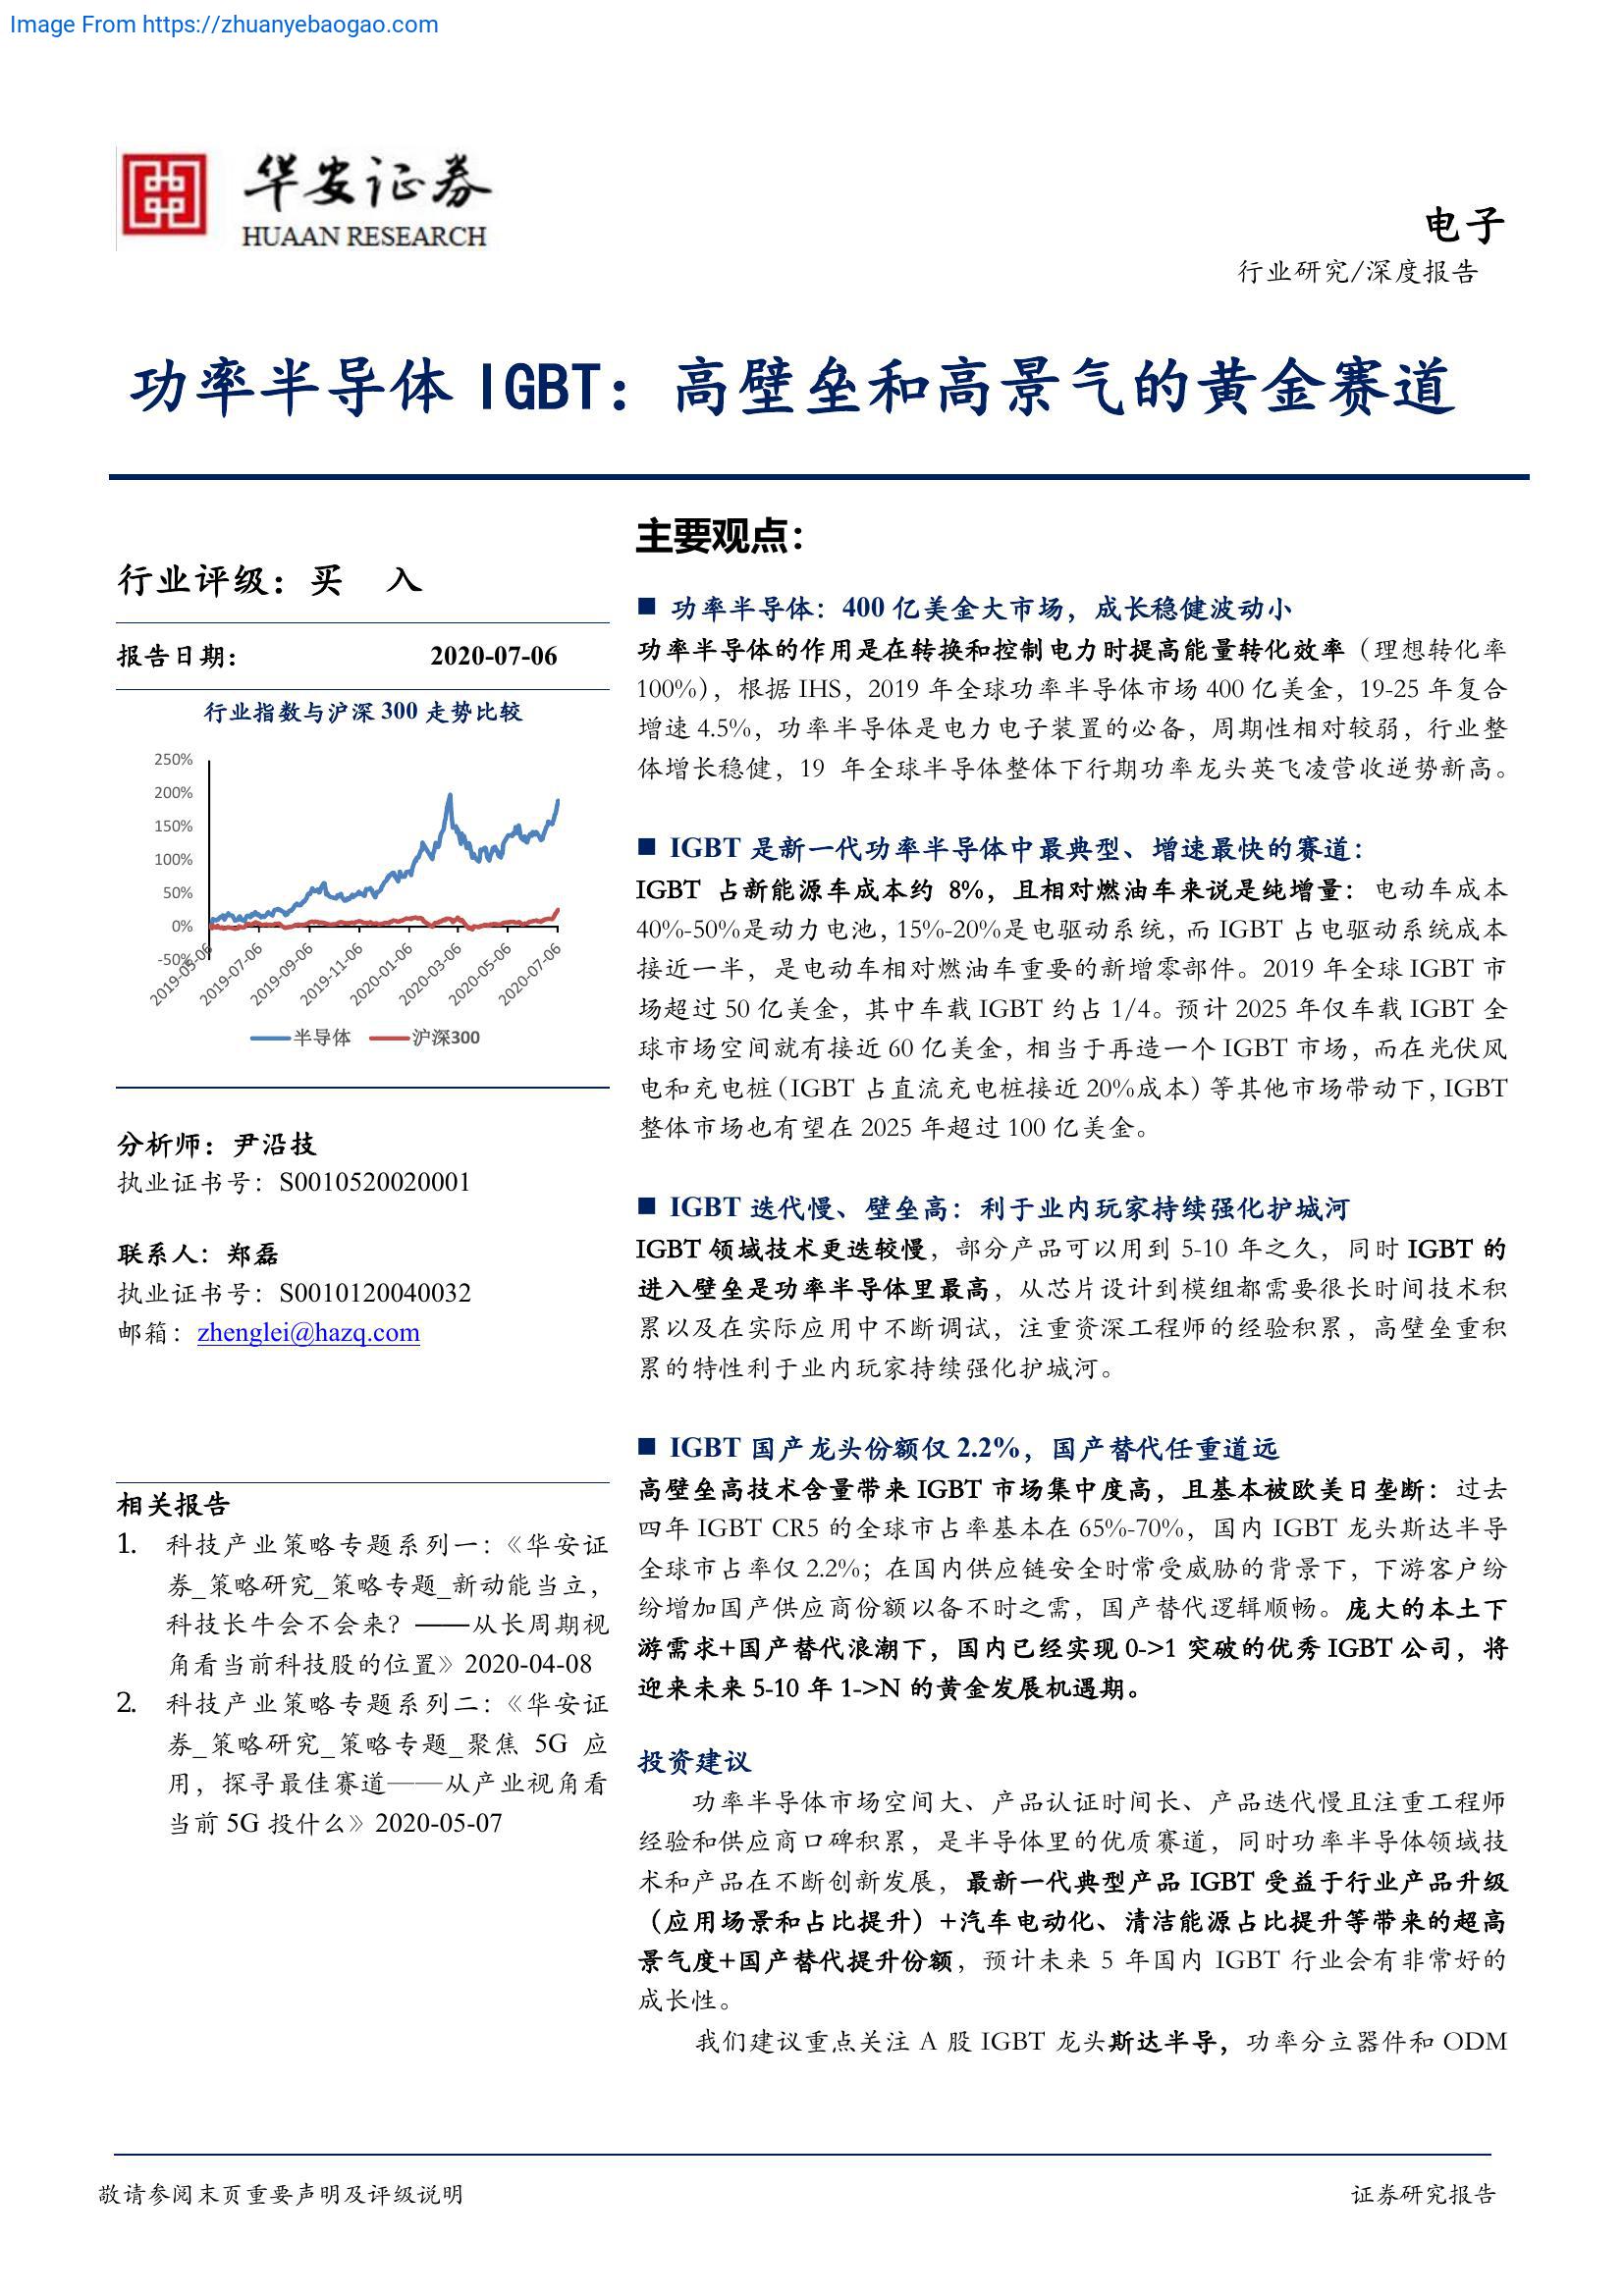 Image From https://zhuanyebaogao.com
华安证券
HUAAN RESEARCH
电子
行业研究/深度报告
功率半导体 IGBT：高壁垒和高景气的黄金赛道
行业评级：买 入
报告日期： 2020-07-06
行业指数与沪深 300 走势比较
250%
200%
150%
100%
50%
0%
-50%
2019-05-06
2019-07-06
2019-09-06
2019-11-06
2020-01-06
2020-03-06
2020-05-06
2020-07-06
半导体 沪深300
分析师：尹沿技
执业证书号：S0010520020001
联系人：郑磊
执业证书号：S0010120040032
邮箱：zhenglei@hazq.com
相关报告
1. 科技产业策略专题系列一：《华安证
券_策略研究_策略专题_新动能当立，
科技长牛会不会来？——从长周期视
角看当前科技股的位置》2020-04-08
2. 科技产业策略专题系列二：《华安证
券_策略研究_策略专题_聚焦 5G 应
用，探寻最佳赛道——从产业视角看
当前 5G 投什么》2020-05-07
主要观点：
■ 功率半导体：400 亿美金大市场，成长稳健波动小
功率半导体的作用是在转换和控制电力时提高能量转化效率（理想转化率
100%），根据 IHS，2019 年全球功率半导体市场 400 亿美金，19-25 年复合
增速 4.5%，功率半导体是电力电子装置的必备，周期性相对较弱，行业整
体增长稳健，19 年全球半导体整体下行期功率龙头英飞凌营收逆势新高。
■ IGBT 是新一代功率半导体中最典型、增速最快的赛道：
IGBT 占新能源车成本约 8%，且相对燃油车来说是纯增量：电动车成本
40%-50%是动力电池，15%-20%是电驱动系统，而 IGBT 占电驱动系统成本
接近一半，是电动车相对燃油车重要的新增零部件。2019 年全球 IGBT 市
场超过 50 亿美金，其中车载 IGBT 约占 1/4。预计 2025 年仅车载 IGBT 全
球市场空间就有接近 60 亿美金，相当于再造一个 IGBT 市场，而在光伏风
电和充电桩（IGBT 占直流充电桩接近 20%成本）等其他市场带动下，IGBT
整体市场也有望在 2025 年超过 100 亿美金。
■ IGBT 迭代慢、壁垒高：利于业内玩家持续强化护城河
IGBT 领域技术更迭较慢，部分产品可以用到 5-10 年之久，同时 IGBT 的
进入壁垒是功率半导体里最高，从芯片设计到模组都需要很长时间技术积
累以及在实际应用中不断调试，注重资深工程师的经验积累，高壁垒重积
累的特性利于业内玩家持续强化护城河。
■ IGBT 国产龙头份额仅 2.2%，国产替代任重道远
高壁垒高技术含量带来 IGBT 市场集中度高，且基本被欧美日垄断：过去
四年 IGBT CR5 的全球市占率基本在 65%-70%，国内 IGBT 龙头斯达半导
全球市占率仅 2.2%；在国内供应链安全时常受威胁的背景下，下游客户纷
纷增加国产供应商份额以备不时之需，国产替代逻辑顺畅。庞大的本土下
游需求+国产替代浪潮下，国内已经实现 0->1 突破的优秀 IGBT 公司，将
迎来未来 5-10 年 1->N 的黄金发展机遇期。
投资建议
功率半导体市场空间大、产品认证时间长、产品迭代慢且注重工程师
经验和供应商口碑积累，是半导体里的优质赛道，同时功率半导体领域技
术和产品在不断创新发展，最新一代典型产品 IGBT 受益于行业产品升级
（应用场景和占比提升）+汽车电动化、清洁能源占比提升等带来的超高
景气度+国产替代提升份额，预计未来 5 年国内 IGBT 行业会有非常好的
成长性。
我们建议重点关注 A 股 IGBT 龙头斯达半导，功率分立器件和 ODM
敬请参阅末页重要声明及评级说明
证券研究报告